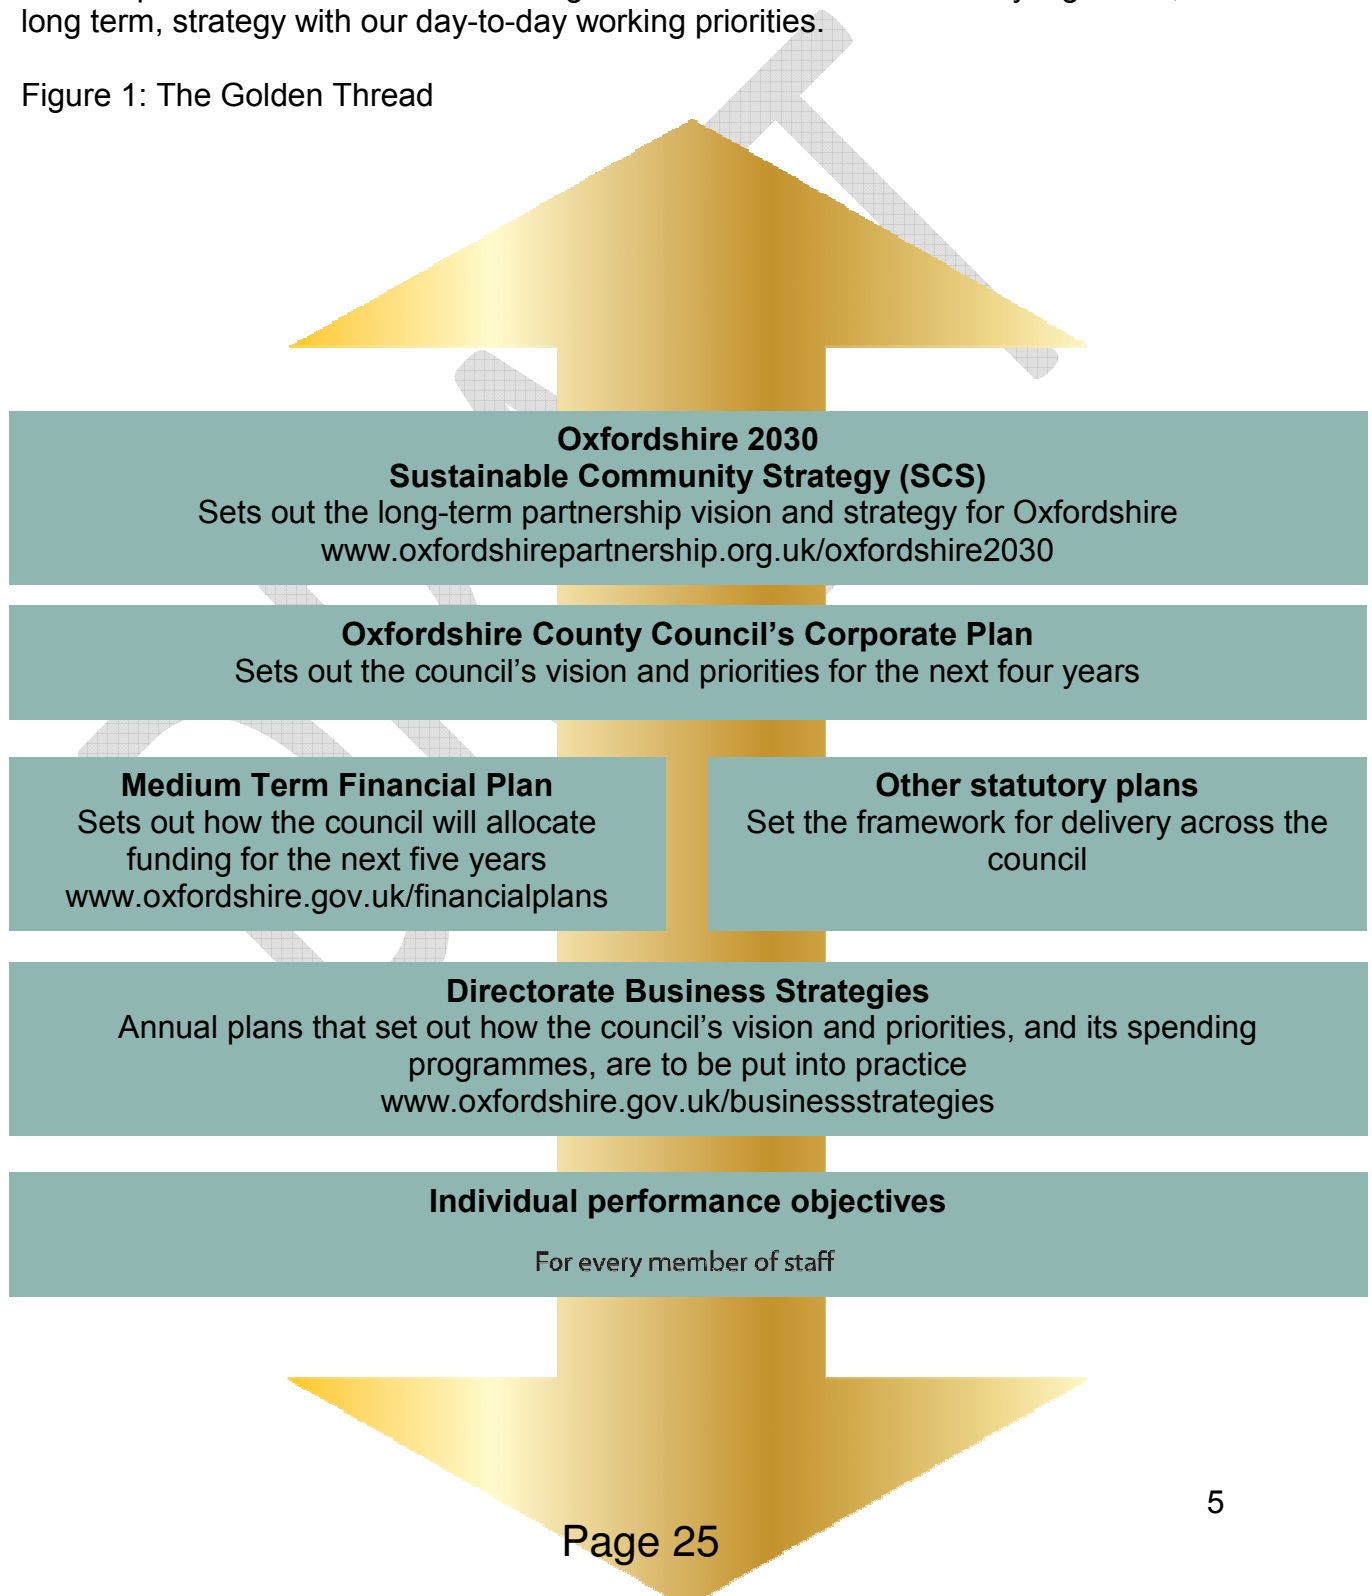 long term, strategy with our day-to-day working priorities.
Figure 1: The Golden Thread
Oxfordshire 2030
Sustainable Community Strategy (SCS)
Sets out the long-term partnership vision and strategy for Oxfordshire
www.oxfordshirepartnership.org.uk/oxfordshire2030
Oxfordshire County Council’s Corporate Plan
Sets out the council’s vision and priorities for the next four years
Medium Term Financial Plan
Sets out how the council will allocate
funding for the next five years
www.oxfordshire.gov.uk/financialplans
Other statutory plans
Set the framework for delivery across the
council
Directorate Business Strategies
Annual plans that set out how the council’s vision and priorities, and its spending
programmes, are to be put into practice
www.oxfordshire.gov.uk/businessstrategies
Individual performance objectives
For every member of staff
5
Page 25